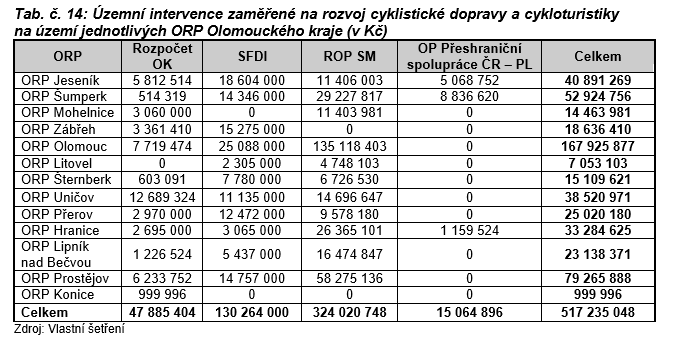 Tab. č. 14: Územní intervence zaměřené na rozvoj cyklistické dopravy a cykloturistiky
na území jednotlivých ORP Olomouckého kraje (v Kč)
ORP Rozpočet OK SFDI ROP SM OP Přeshraniční spolupráce ČR – PL Celkem
ORP Jeseník 5 812 514 18 604 000 11 406 003 5 068 752 40 891 269
ORP Šumperk 514 319 14 346 000 29 227 817 8 836 620 52 924 756
ORP Mohelnice 3 060 000 0 11 403 981 0 14 463 981
ORP Zábřeh 3 361 410 15 275 000 0 0 18 636 410
ORP Olomouc 7 719 474 25 088 000 135 118 403 0 167 925 877
ORP Litovel 0 2 305 000 4 748 103 0 7 053 103
ORP Šternberk 603 091 7 780 000 6 726 530 0 15 109 621
ORP Uničov 12 689 324 11 135 000 14 696 647 0 38 520 971
ORP Přerov 2 970 000 12 472 000 9 578 180 0 25 020 180
ORP Hranice 2 695 000 3 065 000 26 365 101 1 159 524 33 284 625
ORP Lipník nad Bečvou 1 226 524 5 437 000 16 474 847 0 23 138 371
ORP Prostějov 6 233 752 14 757 000 58 275 136 0 79 265 888
ORP Konice 999 996 0 0 0 999 996
Celkem 47 885 404 130 264 000 324 020 748 15 064 896 517 235 048
Zdroj: Vlastní šetření